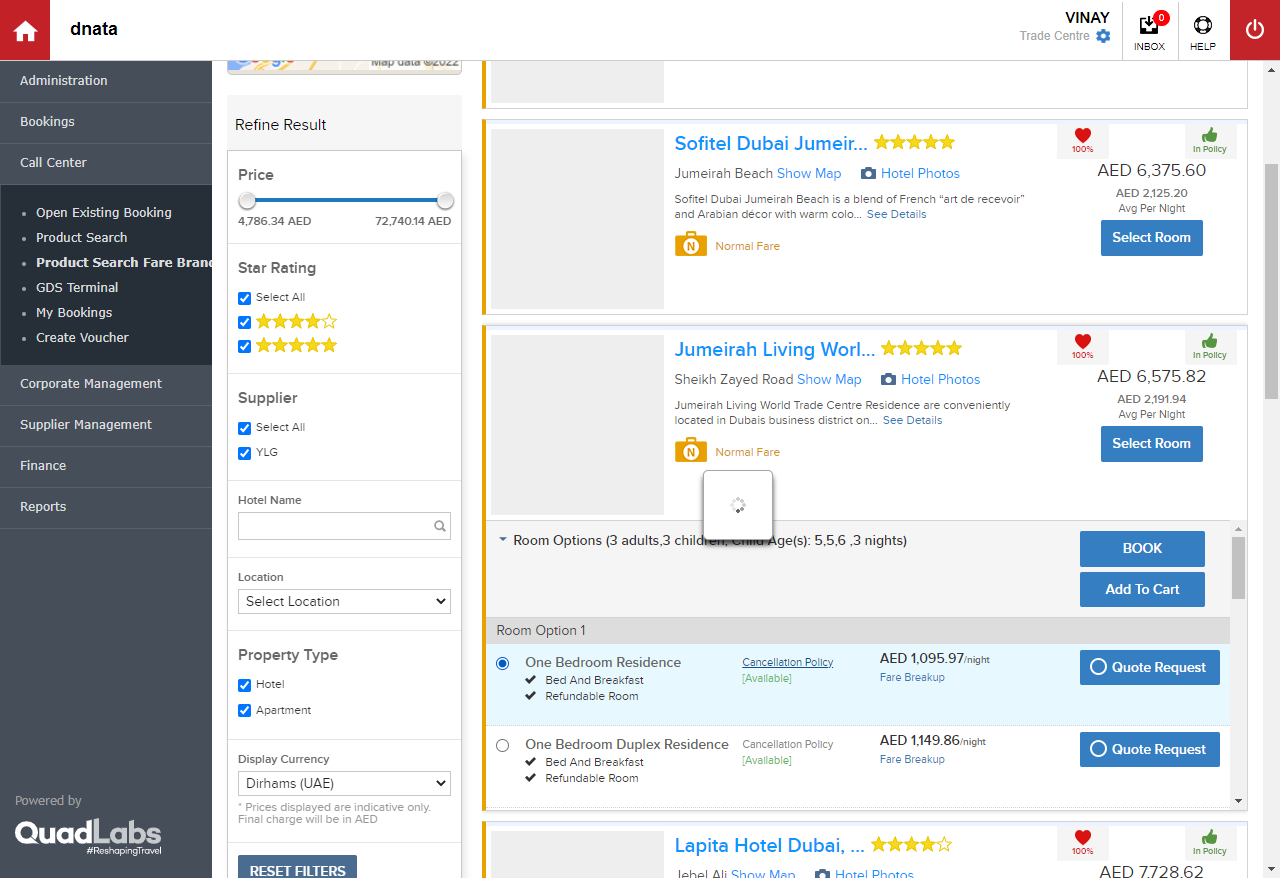 dnata
VINAY
Trade Centre
0
INBOX
HELP
Administration
Bookings
Call Center
Open Existing Booking
Product Search
Product Search Fare Bran
GDS Terminal
My Bookings
Create Voucher
Corporate Management
Supplier Management
Finance
Reports
Powered by
QuadLabs
#ReshapingTravel
Map data ©2022
Refine Result
Price
4,786.34 AED
72,740.14 AED
Star Rating
Select All
Supplier
Select All
YLG
Hotel Name
Location
Select Location
Property Type
Hotel
Apartment
Display Currency
Dirhams (UAE)
* Prices displayed are indicative only.
Final charge will be in AED
RESET FILTERS
Sofitel Dubai Jumeir...
Jumeirah Beach Show Map Hotel Photos
Sofitel Dubai Jumeirah Beach is a blend of French “art de recevoir”
and Arabian décor with warm colo... See Details
N Normal Fare
100%
In Policy
AED 6,375.60
AED 2,125.20
Avg Per Night
Select Room
Jumeirah Living Worl...
Sheikh Zayed Road Show Map Hotel Photos
Jumeirah Living World Trade Centre Residence are conveniently
located in Dubais business district on... See Details
N Normal Fare
100%
In Policy
AED 6,575.82
AED 2,191.94
Avg Per Night
Select Room
Room Options (3 adults,3 children, Child Age(s): 5,5,6 ,3 nights)
BOOK
Add To Cart
Room Option 1
One Bedroom Residence
Bed And Breakfast
Refundable Room
Cancellation Policy
[Available]
AED 1,095.97/night
Fare Breakup
Quote Request
One Bedroom Duplex Residence
Bed And Breakfast
Refundable Room
Cancellation Policy
[Available]
AED 1,149.86/night
Fare Breakup
Quote Request
Lapita Hotel Dubai, ...
Jebel Ali Show Map Hotel Photos
100%
In Policy
AED 7,728.62